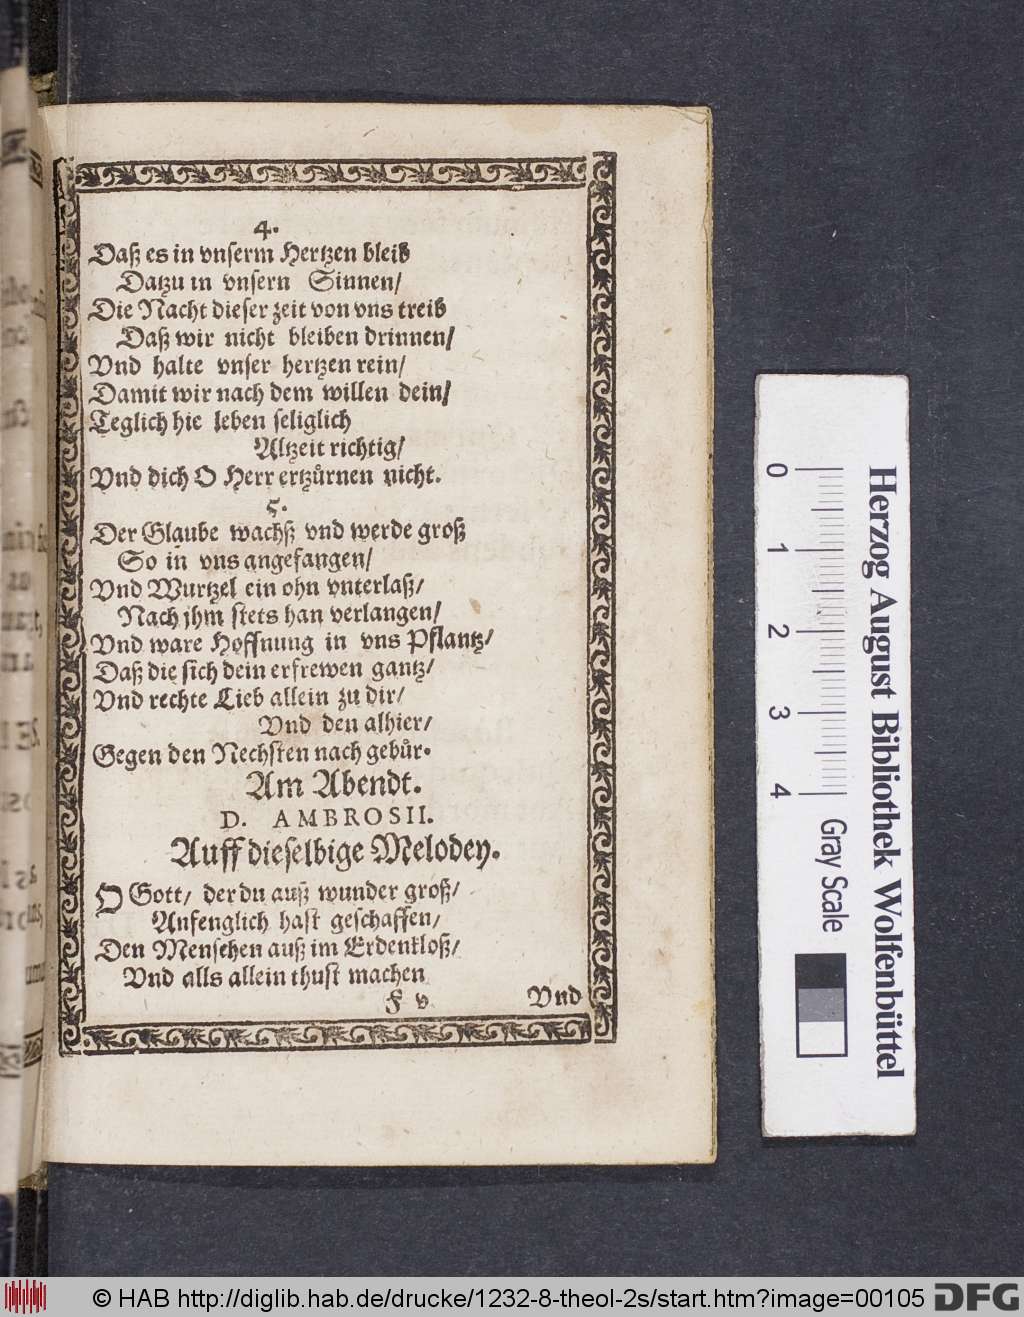 4.
Daß es in vnserm Hertzen bleib
Datzu in vnsern Sinnen/
Die Nacht dieser zeit von vns treib
Daß wir nicht bleiben drinnen/
Vnd halte vnser hertzen rein/
Damit wir nach dem willen dein/
Teglich hie leben seliglich
Altzeit richtig/
Vnd dich O Herr ertzůrnen nicht.
5.
Der Glaube wachß vnd werde groß
So in vns angefangen/
Vnd Wurtzel ein ohn vnterlaß/
Nach jhm stets han verlangen/
Vnd ware Hoffnung in vns Pflantz/
Daß die sich dein erfrewen gantz/
Vnd rechte Lieb allein zu dir/
Vnd den alhier/
Gegen den Nechsten nach gebůr.
Am Abendt.
D. AMBROSII.
Auff dieselbige Melodey.
O Gott/ der du auß wunder groß/
Anfenglich hast geschaffen/
Den Menschen auß im Erdenkloß/
Vnd alls allein thust machen
F v
Vnd
Herzog August Bibliothek Wolfenbüttel
0 1 2 3 4
Gray Scale
© HAB http://diglib.hab.de/drucke/1232-8-theol-2s/start.htm?image=00105
DFG